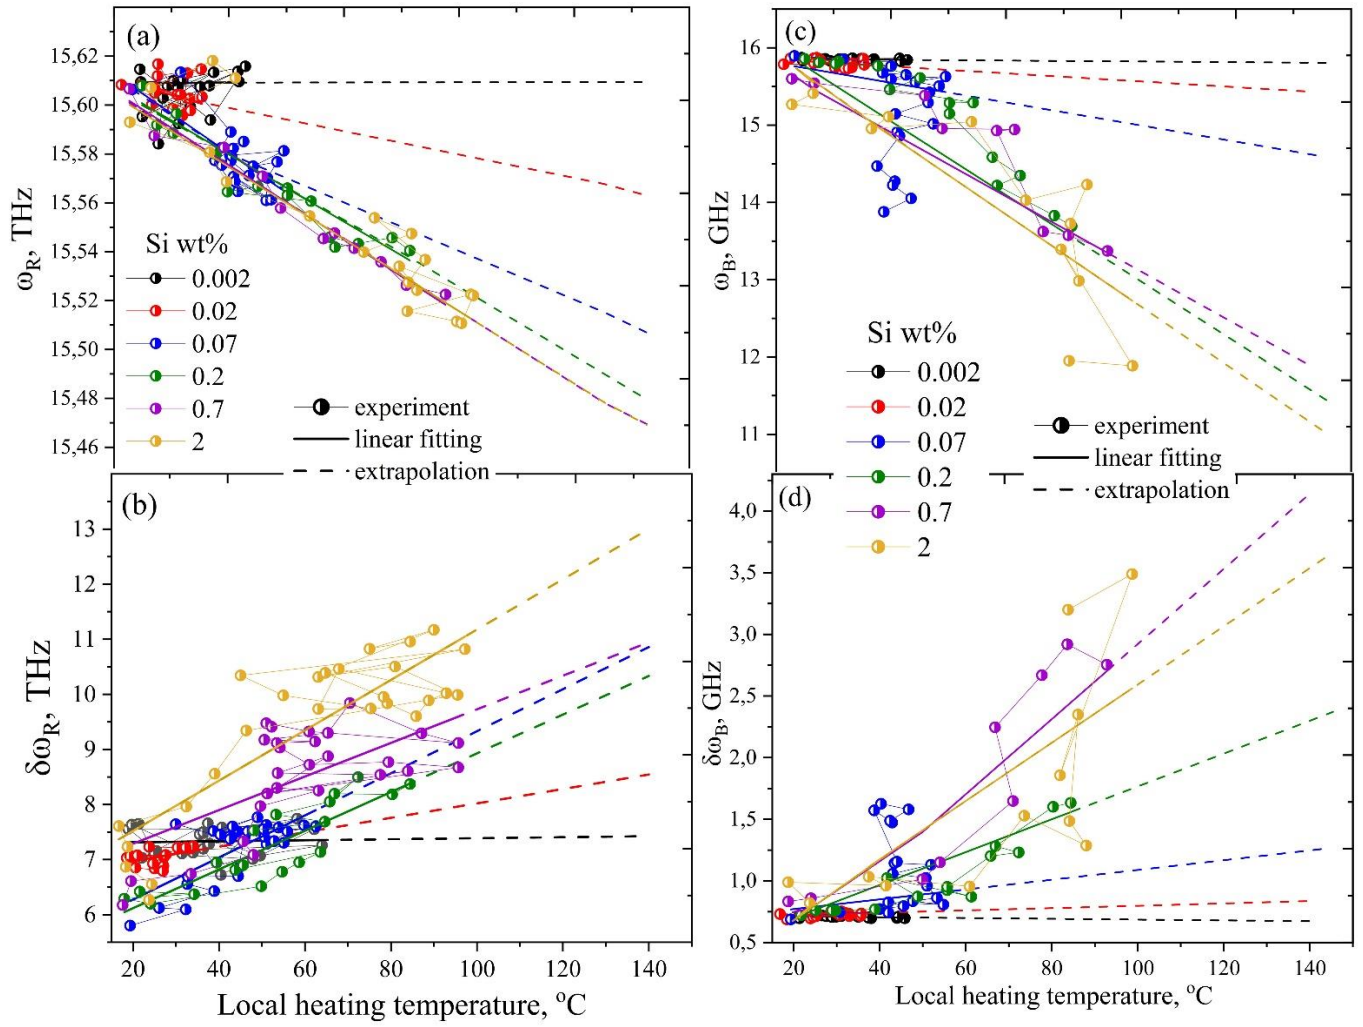 (a)
15,62
15,60
15,58
15,56
15,54
15,52
15,50
15,48
15,46
ωR, THz
Si wt%
0.002
0.02
0.07
0.2
0.7
2
experiment
linear fitting
extrapolation
(c)
16
15
14
13
12
11
ωB, GHz
Si wt%
0.002
0.02
0.07
0.2
0.7
2
experiment
linear fitting
extrapolation
(b)
13
12
11
10
9
8
7
6
δωR, THz
20 40 60 80 100 120 140
Local heating temperature, °C
(d)
4,0
3,5
3,0
2,5
2,0
1,5
1,0
0,5
δωB, GHz
20 40 60 80 100 120 140
Local heating temperature, °C